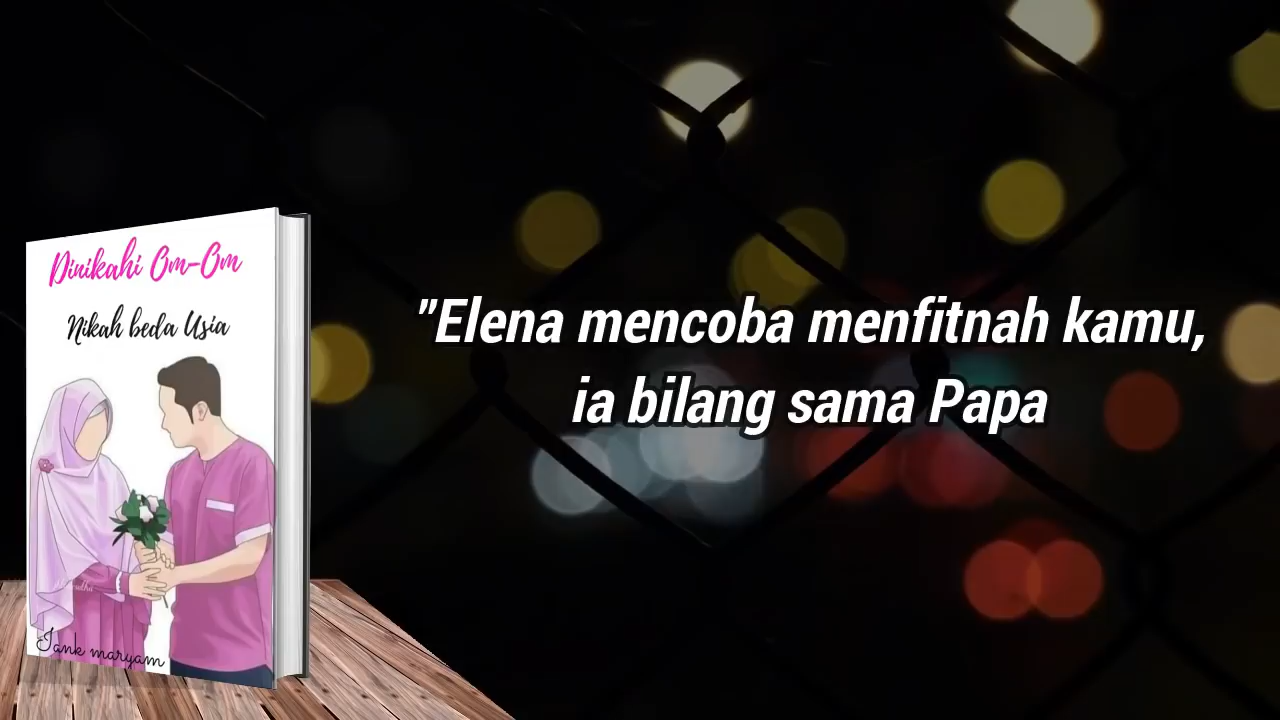 Dinikahi Om-Om
Nikah beda Usia
Jank maryam
"Elena mencoba menfitnah kamu,
ia bilang sama Papa